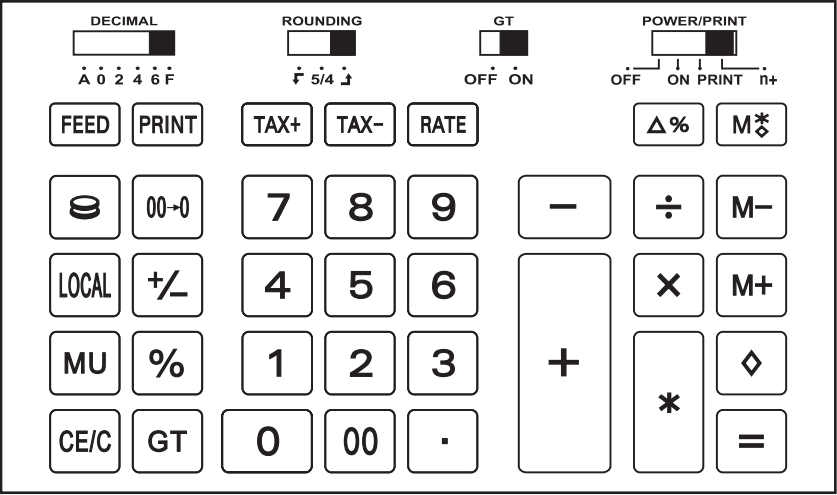 DECIMAL ROUNDING GT POWER/PRINT
A 0 2 4 6 F 5/4 OFF ON OFF ON PRINT n+
FEED PRINT TAX+ TAX− RATE △% M*◇
00→0 7 8 9 − ÷ M−
LOCAL +/− 4 5 6 × M+
MU % 1 2 3 + * ◇
CE/C GT 0 00 . =